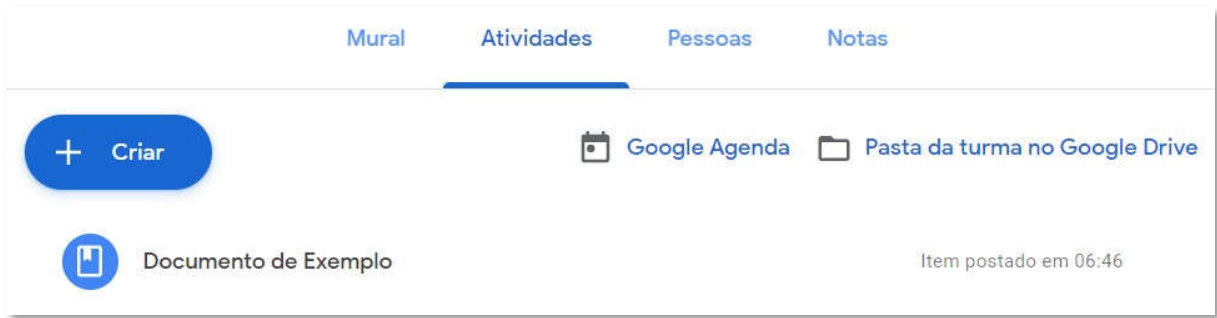 Mural Atividades Pessoas Notas
+ Criar Google Agenda Pasta da turma no Google Drive
Documento de Exemplo Item postado em 06:46